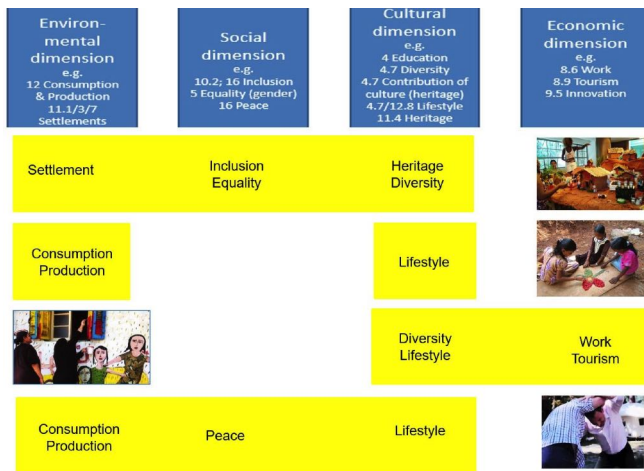 Environ-
mental
dimension
e.g.
12 Consumption
& Production
11.1/3/7
Settlements
Social
dimension
e.g.
10.2; 16 Inclusion
5 Equality (gender)
16 Peace
Cultural
dimension
e.g.
4 Education
4.7 Diversity
4.7 Contribution of
culture (heritage)
4.7/12.8 Lifestyle
11.4 Heritage
Economic
dimension
e.g.
8.6 Work
8.9 Tourism
9.5 Innovation
Settlement
Inclusion
Equality
Heritage
Diversity
Consumption
Production
Lifestyle
Diversity
Lifestyle
Work
Tourism
Consumption
Production
Peace
Lifestyle